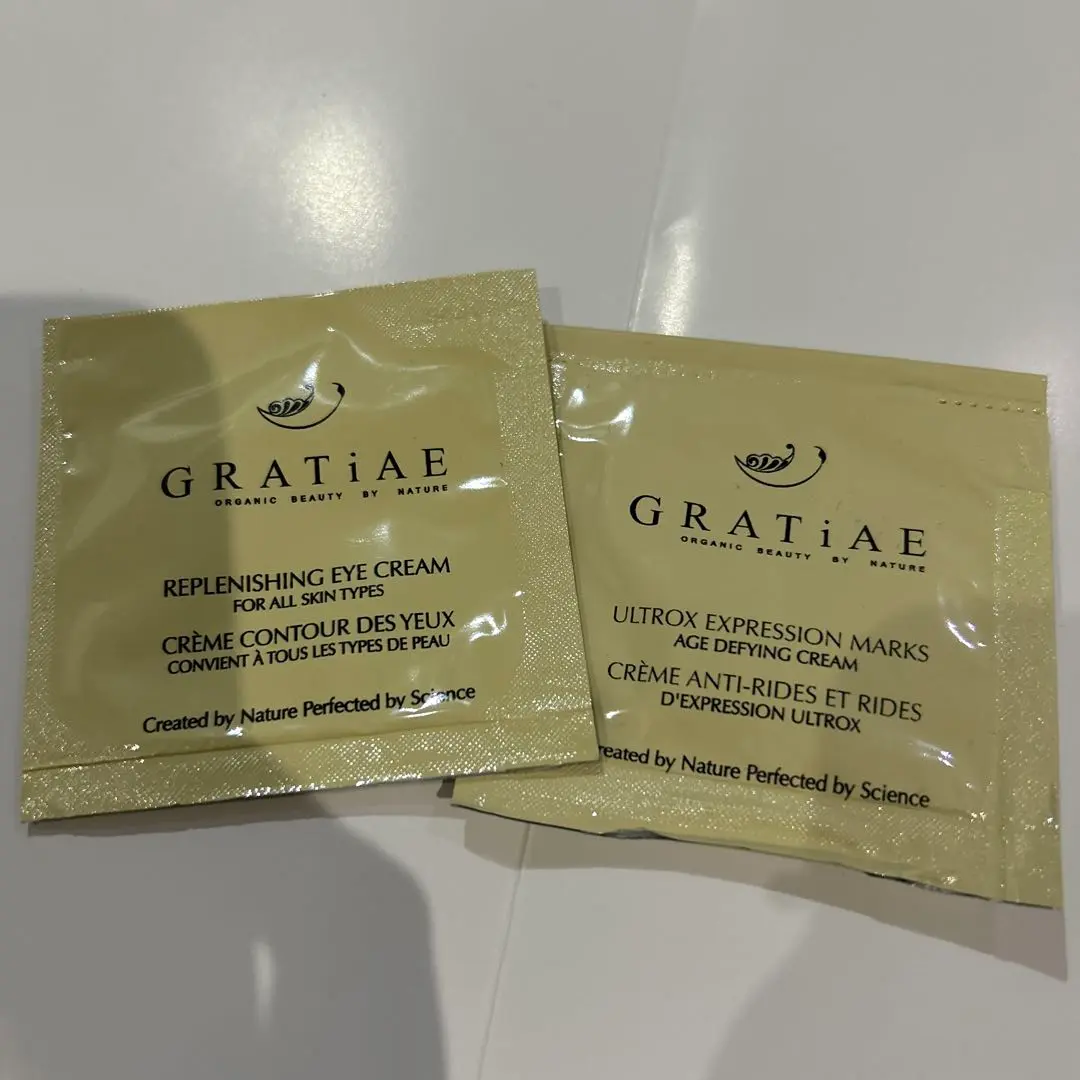 GRATiAE
ORGANIC BEAUTY BY NATURE
REPLENISHING EYE CREAM
FOR ALL SKIN TYPES
CRÈME CONTOUR DES YEUX
CONVIENT À TOUS LES TYPES DE PEAU
Created by Nature Perfected by Science
GRATiAE
ORGANIC BEAUTY BY NATURE
ULTROX EXPRESSION MARKS
AGE DEFYING CREAM
CRÈME ANTI-RIDES ET RIDES
D'EXPRESSION ULTROX
reated by Nature Perfected by Science